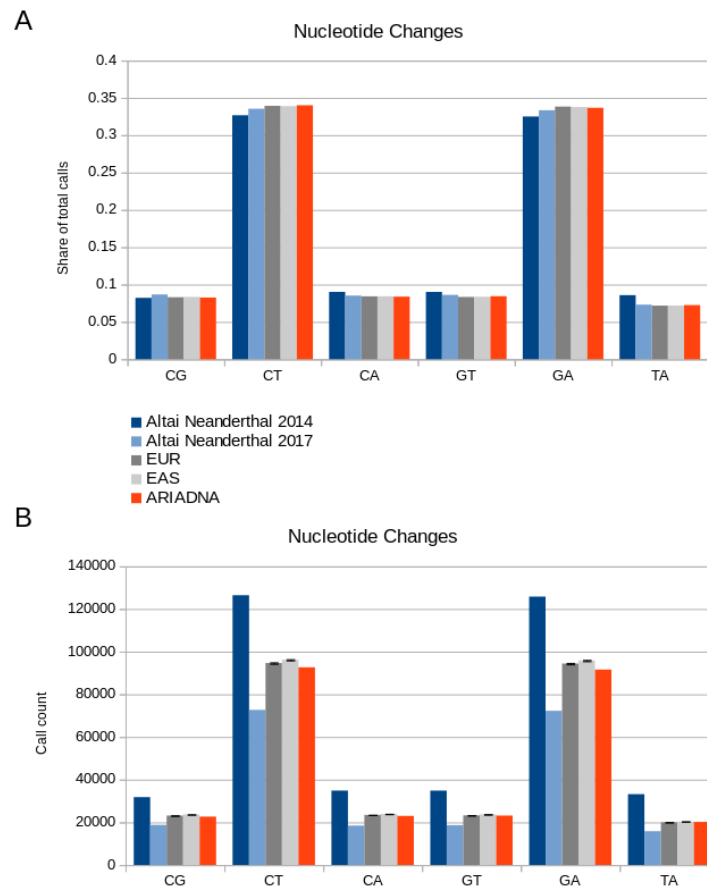 A
Nucleotide Changes
0.4
0.35
0.3
0.25
0.2
0.15
0.1
0.05
0
Share of total calls
CG CT CA GT GA TA
Altai Neanderthal 2014
Altai Neanderthal 2017
EUR
EAS
ARIADNA
B
Nucleotide Changes
140000
120000
100000
80000
60000
40000
20000
0
Call count
CG CT CA GT GA TA